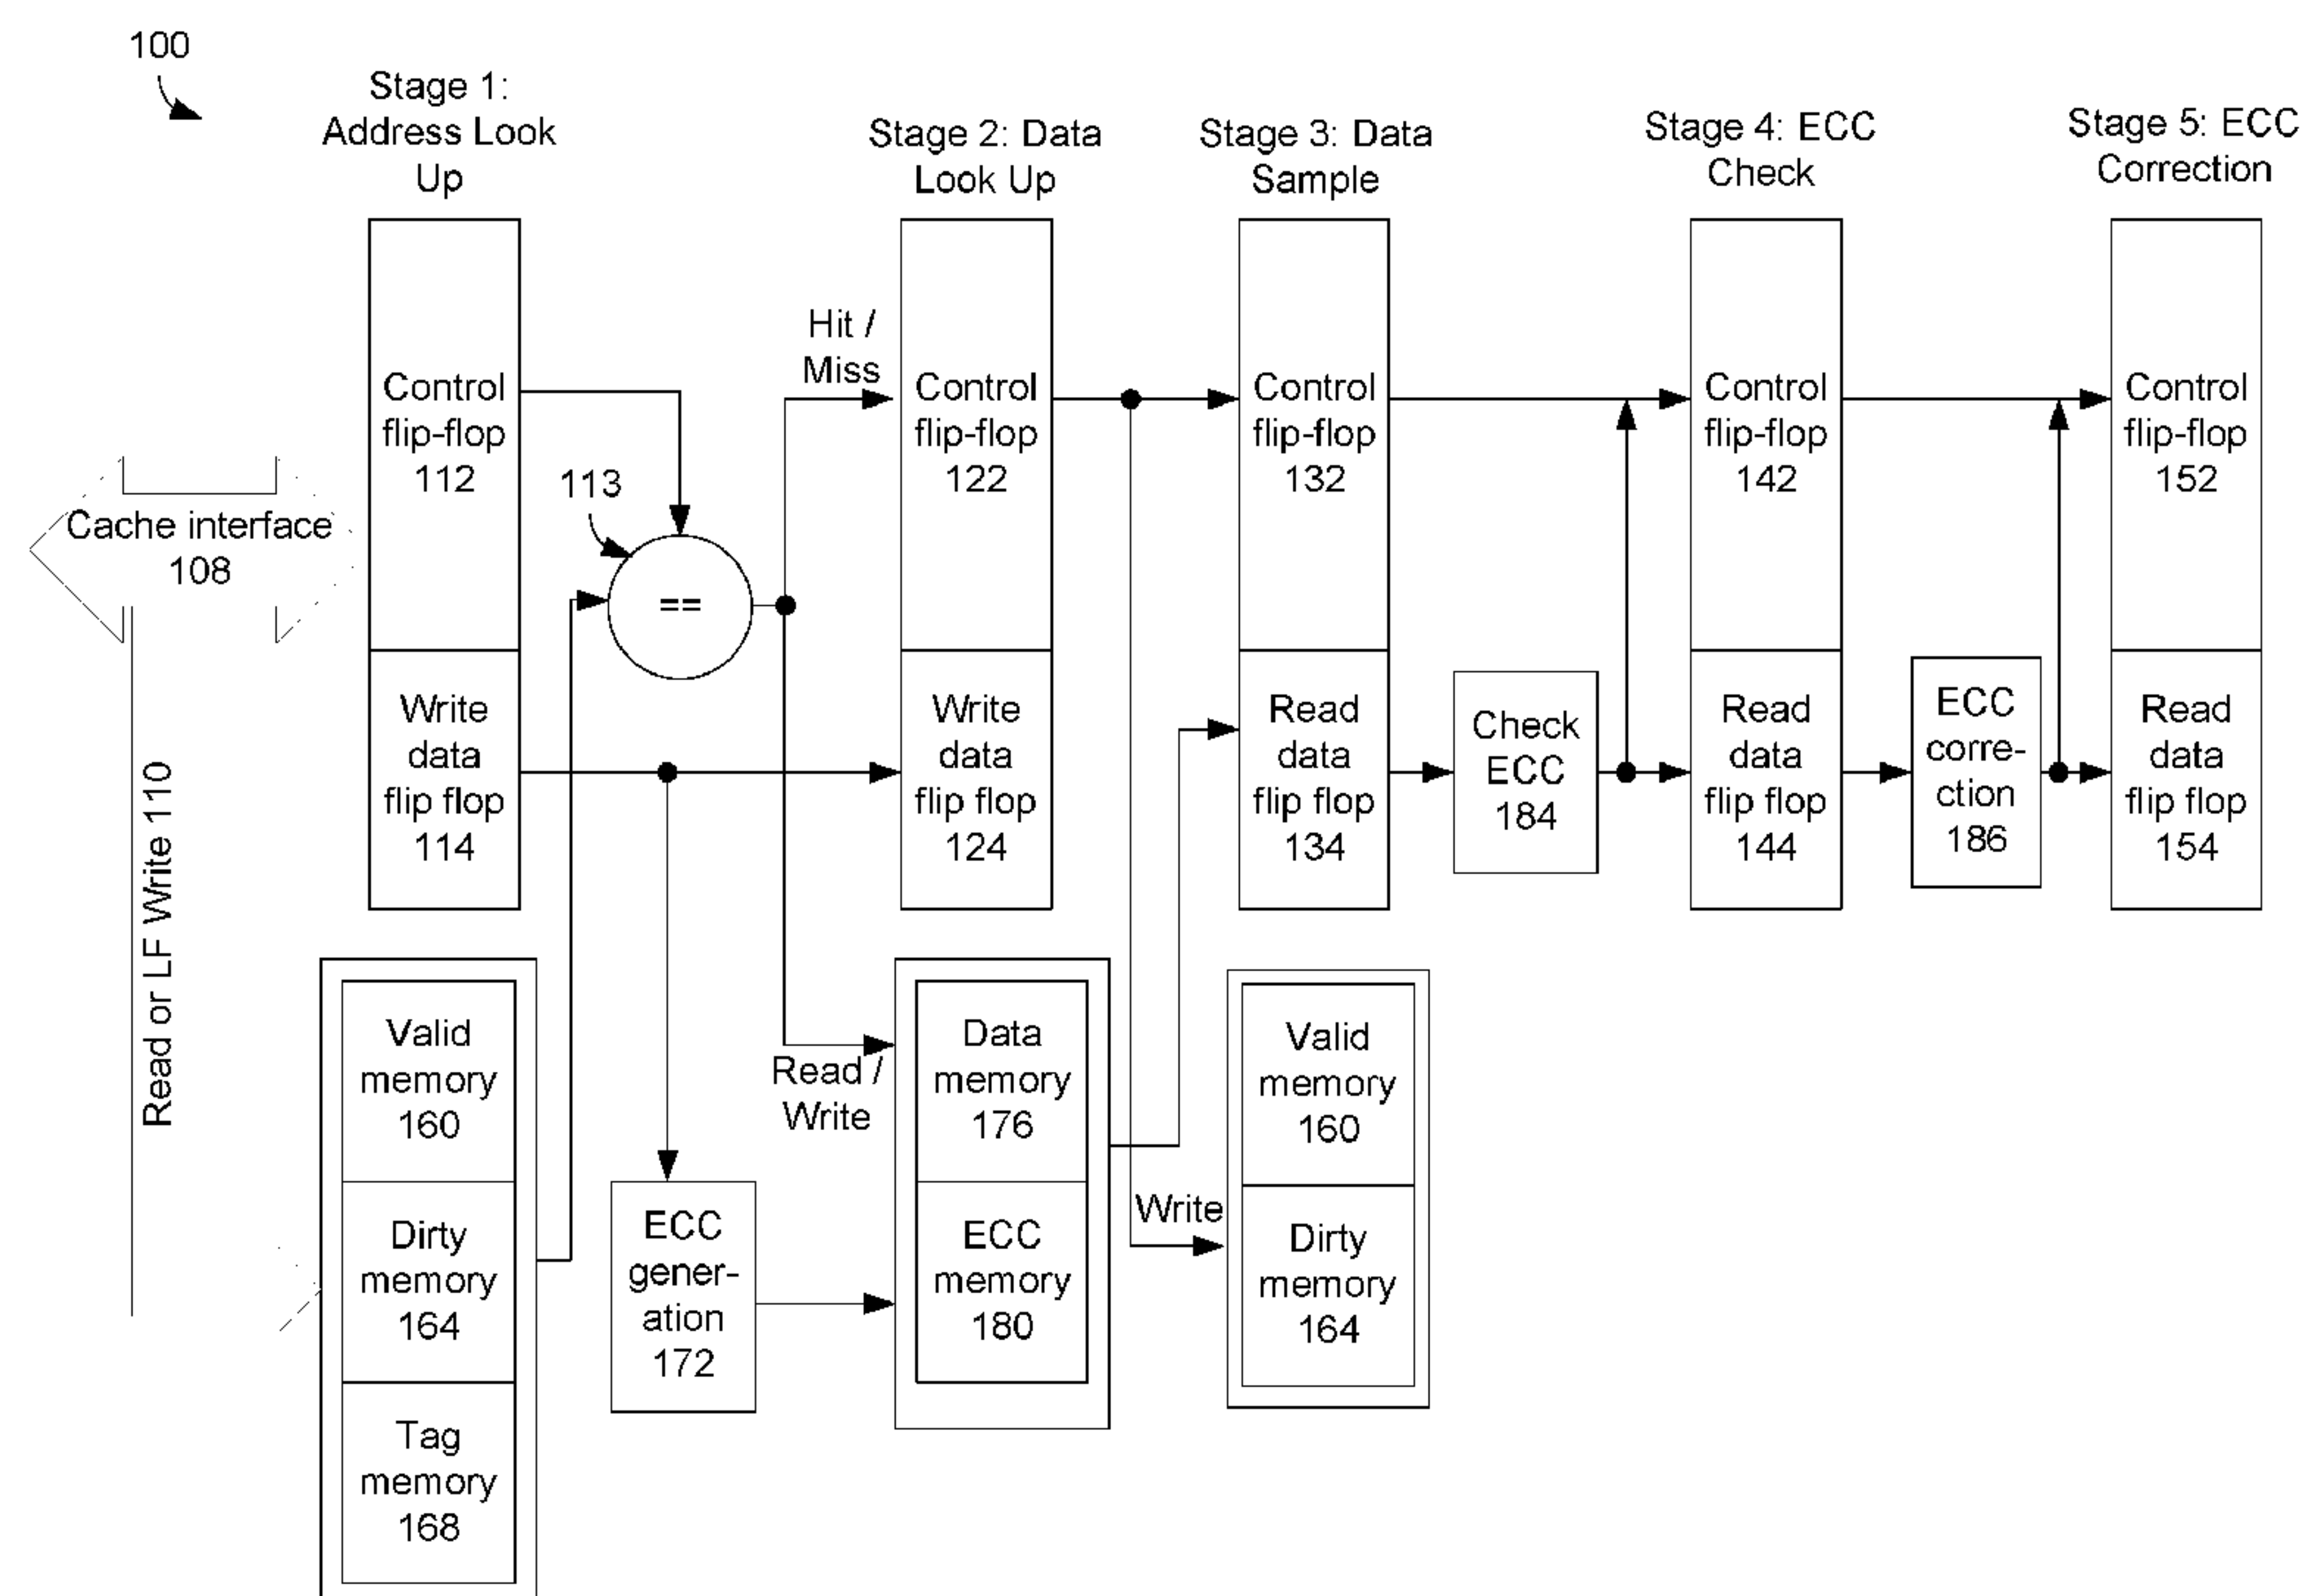 100
Stage 1:
Address Look
Up
Stage 2: Data
Look Up
Stage 3: Data
Sample
Stage 4: ECC
Check
Stage 5: ECC
Correction
Control
flip-flop
112
Hit /
Miss
Control
flip-flop
122
Control
flip-flop
132
Control
flip-flop
142
Control
flip-flop
152
113
Cache interface
108
==
Write
data
flip flop
114
Write
data
flip flop
124
Read
data
flip flop
134
Check
ECC
184
Read
data
flip flop
144
ECC
corre-
ction
186
Read
data
flip flop
154
Read or LF Write 110
Valid
memory
160
Dirty
memory
164
Tag
memory
168
ECC
gener-
ation
172
Read /
Write
Data
memory
176
ECC
memory
180
Write
Valid
memory
160
Dirty
memory
164